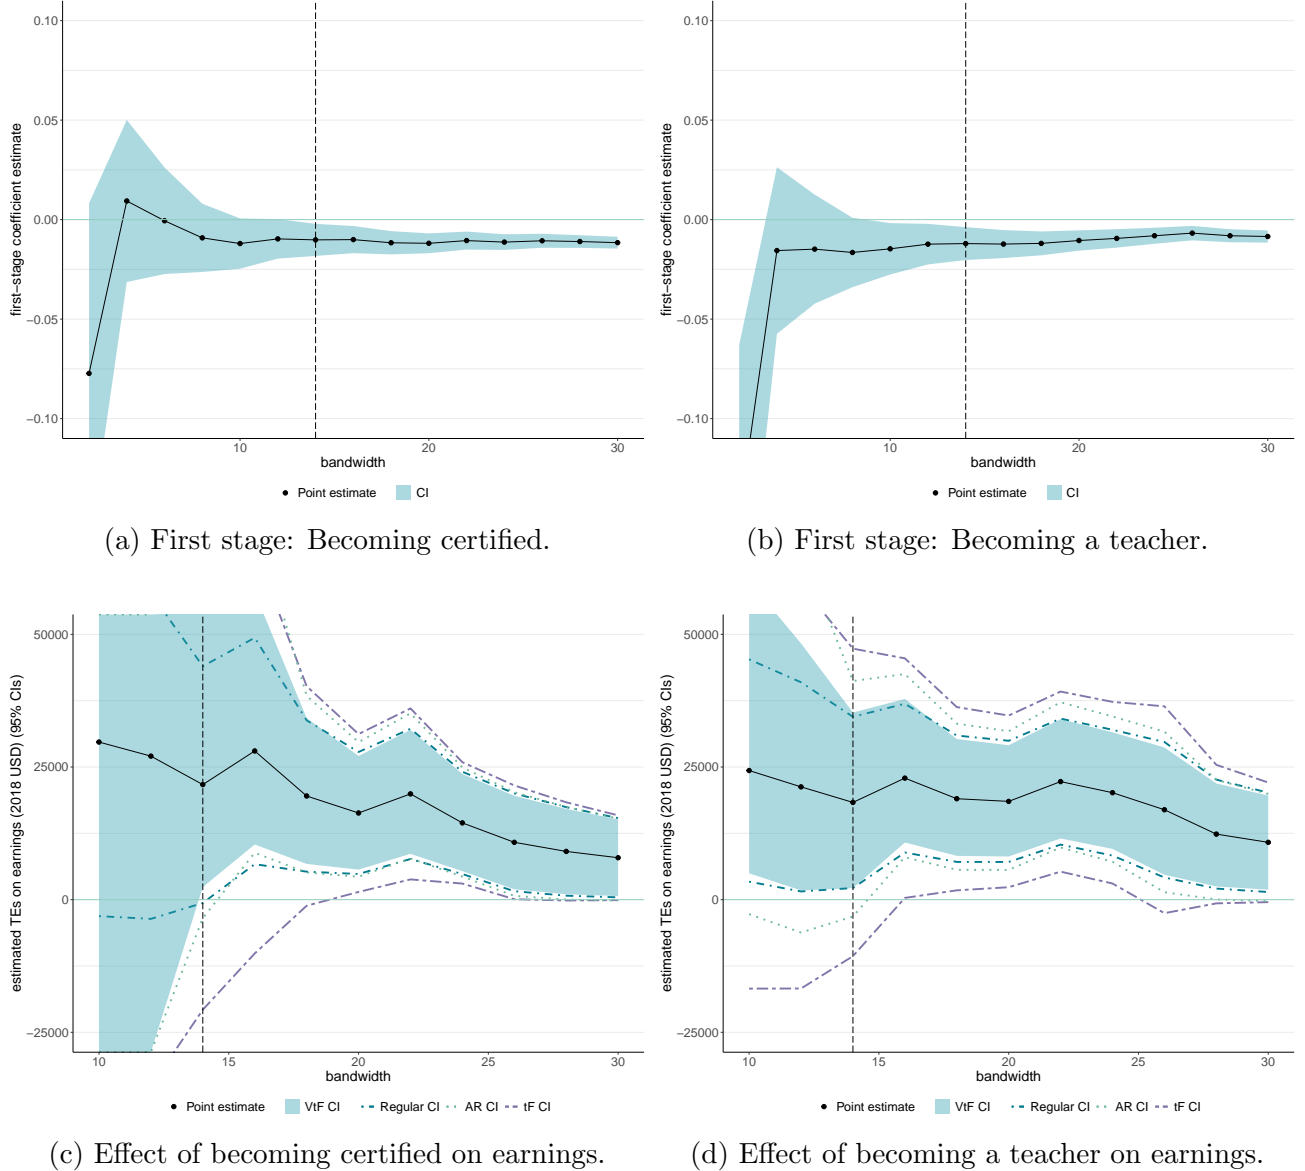 0.10
0.05
0.00
−0.05
−0.10
first−stage coefficient estimate
10
20
30
bandwidth
Point estimate
CI
(a) First stage: Becoming certified.
0.10
0.05
0.00
−0.05
−0.10
first−stage coefficient estimate
10
20
30
bandwidth
Point estimate
CI
(b) First stage: Becoming a teacher.
50000
25000
0
−25000
estimated TEs on earnings (2018 USD) (95% CIs)
10
15
20
25
30
bandwidth
Point estimate
VtF CI
Regular CI
AR CI
tF CI
(c) Effect of becoming certified on earnings.
50000
25000
0
−25000
estimated TEs on earnings (2018 USD) (95% CIs)
10
15
20
25
30
bandwidth
Point estimate
VtF CI
Regular CI
AR CI
tF CI
(d) Effect of becoming a teacher on earnings.